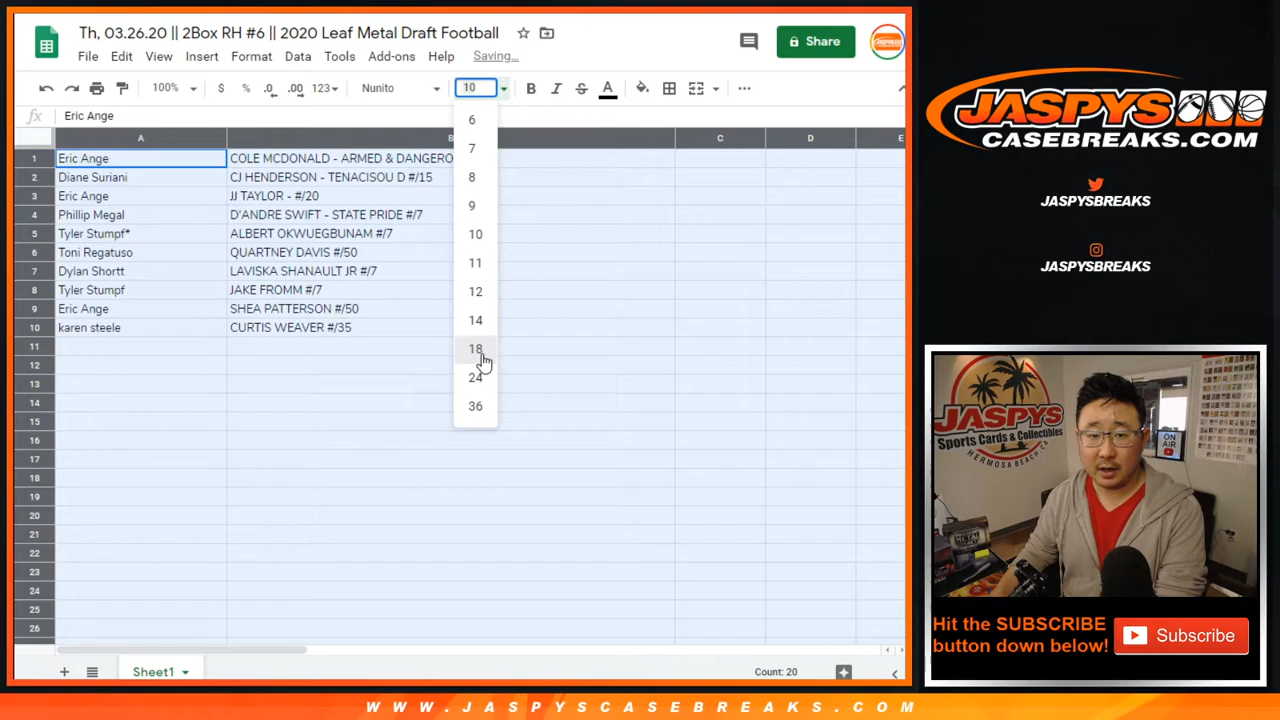 Th, 03.26.20 || 2Box RH #6 || 2020 Leaf Metal Draft Football
File Edit View Insert Format Data Tools Add-ons Help Saving...
Share
100% $ % .0 .00 123 Nunito 10 B I S A
fx Eric Ange
A B C D E
1 Eric Ange COLE MCDONALD - ARMED & DANGERO
2 Diane Suriani CJ HENDERSON - TENACISOU D #/15
3 Eric Ange JJ TAYLOR - #/20
4 Phillip Megal D'ANDRE SWIFT - STATE PRIDE #/7
5 Tyler Stumpf* ALBERT OKWUEGBUNAM #/7
6 Toni Regatuso QUARTNEY DAVIS #/50
7 Dylan Shortt LAVISKA SHANAULT JR #/7
8 Tyler Stumpf JAKE FROMM #/7
9 Eric Ange SHEA PATTERSON #/50
10 karen steele CURTIS WEAVER #/35
11
12
13
14
15
16
17
18
19
20
21
22
23
24
25
26
6
7
8
9
10
11
12
14
18
24
36
Sheet1
Count: 20
JASPYS
CASEBREAKS.COM
JASPYSBREAKS
JASPYSBREAKS
JASPYS
Sports Cards & Collectibles
HERMOSA BEACH, CA
ON
AIR
METAL
Hit the SUBSCRIBE
button down below!
Subscribe
WWW.JASPYSCASEBREAKS.COM